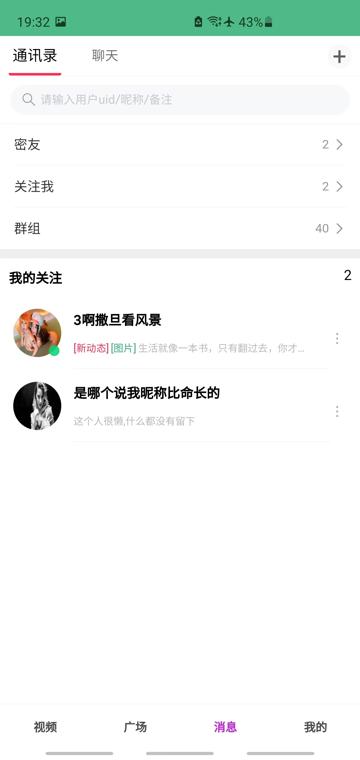 19:32 43%
通讯录 聊天
请输入用户uid/昵称/备注
密友 2
关注我 2
群组 40
我的关注 2
3啊撒旦看风景
[新动态] [图片] 生活就像一本书，只有翻过去，你才...
是哪个说我昵称比命长的
这个人很懒,什么都没有留下
视频 广场 消息 我的